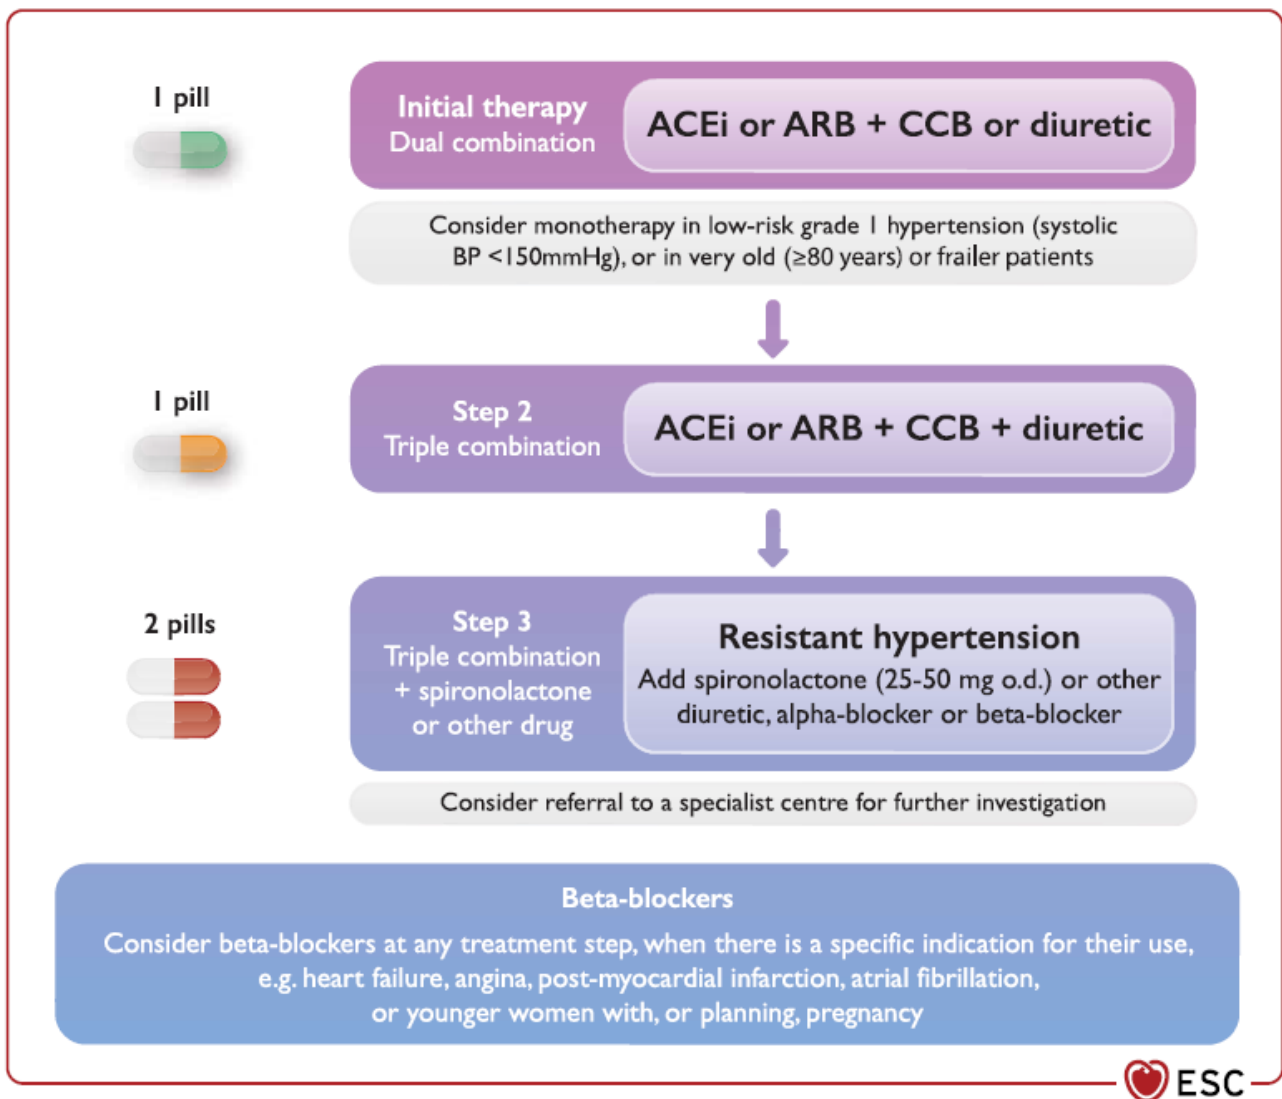 1 pill
Initial therapy
Dual combination
ACEi or ARB + CCB or diuretic
Consider monotherapy in low-risk grade 1 hypertension (systolic
BP <150mmHg), or in very old (≥80 years) or frailer patients
1 pill
Step 2
Triple combination
ACEi or ARB + CCB + diuretic
2 pills
Step 3
Triple combination
+ spironolactone
or other drug
Resistant hypertension
Add spironolactone (25-50 mg o.d.) or other
diuretic, alpha-blocker or beta-blocker
Consider referral to a specialist centre for further investigation
Beta-blockers
Consider beta-blockers at any treatment step, when there is a specific indication for their use,
e.g. heart failure, angina, post-myocardial infarction, atrial fibrillation,
or younger women with, or planning, pregnancy
ESC